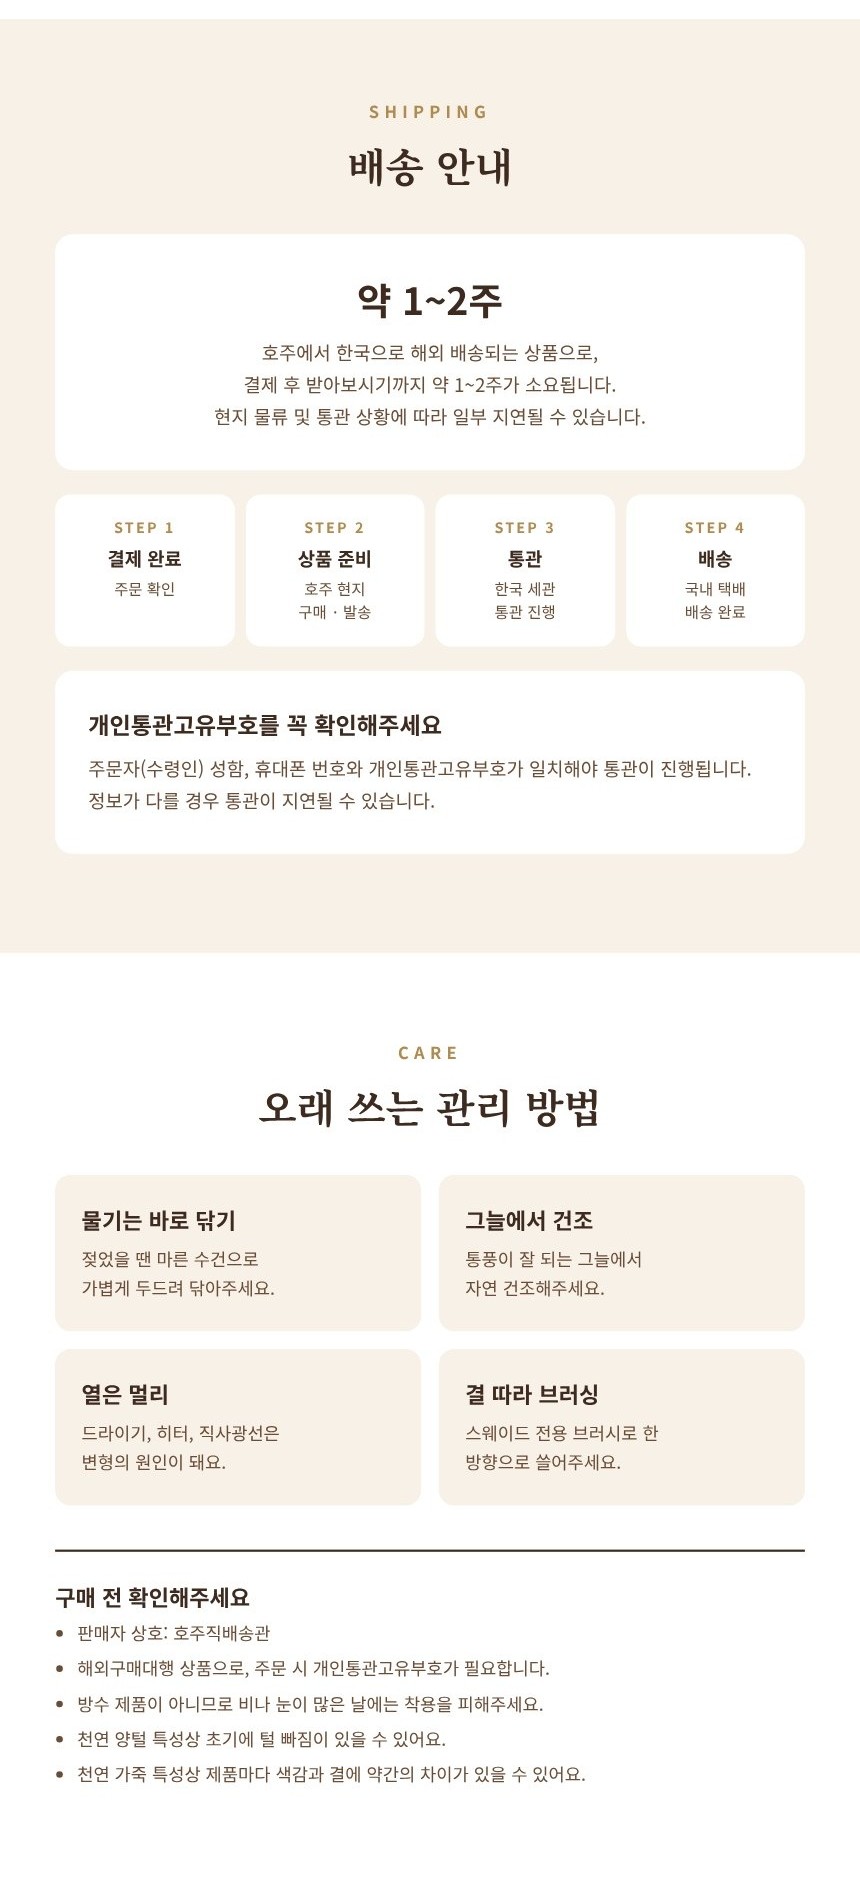 SHIPPING
배송 안내
약 1~2주
호주에서 한국으로 해외 배송되는 상품으로,
결제 후 받아보시기까지 약 1~2주가 소요됩니다.
현지 물류 및 통관 상황에 따라 일부 지연될 수 있습니다.
STEP 1
결제 완료
주문 확인
STEP 2
상품 준비
호주 현지
구매 · 발송
STEP 3
통관
한국 세관
통관 진행
STEP 4
배송
국내 택배
배송 완료
개인통관고유부호를 꼭 확인해주세요
주문자(수령인) 성함, 휴대폰 번호와 개인통관고유부호가 일치해야 통관이 진행됩니다.
정보가 다를 경우 통관이 지연될 수 있습니다.
CARE
오래 쓰는 관리 방법
물기는 바로 닦기
젖었을 땐 마른 수건으로
가볍게 두드려 닦아주세요.
그늘에서 건조
통풍이 잘 되는 그늘에서
자연 건조해주세요.
열은 멀리
드라이기, 히터, 직사광선은
변형의 원인이 돼요.
결 따라 브러싱
스웨이드 전용 브러시로 한
방향으로 쓸어주세요.
구매 전 확인해주세요
• 판매자 상호: 호주직배송관
• 해외구매대행 상품으로, 주문 시 개인통관고유부호가 필요합니다.
• 방수 제품이 아니므로 비나 눈이 많은 날에는 착용을 피해주세요.
• 천연 양털 특성상 초기에 털 빠짐이 있을 수 있어요.
• 천연 가죽 특성상 제품마다 색감과 결에 약간의 차이가 있을 수 있어요.